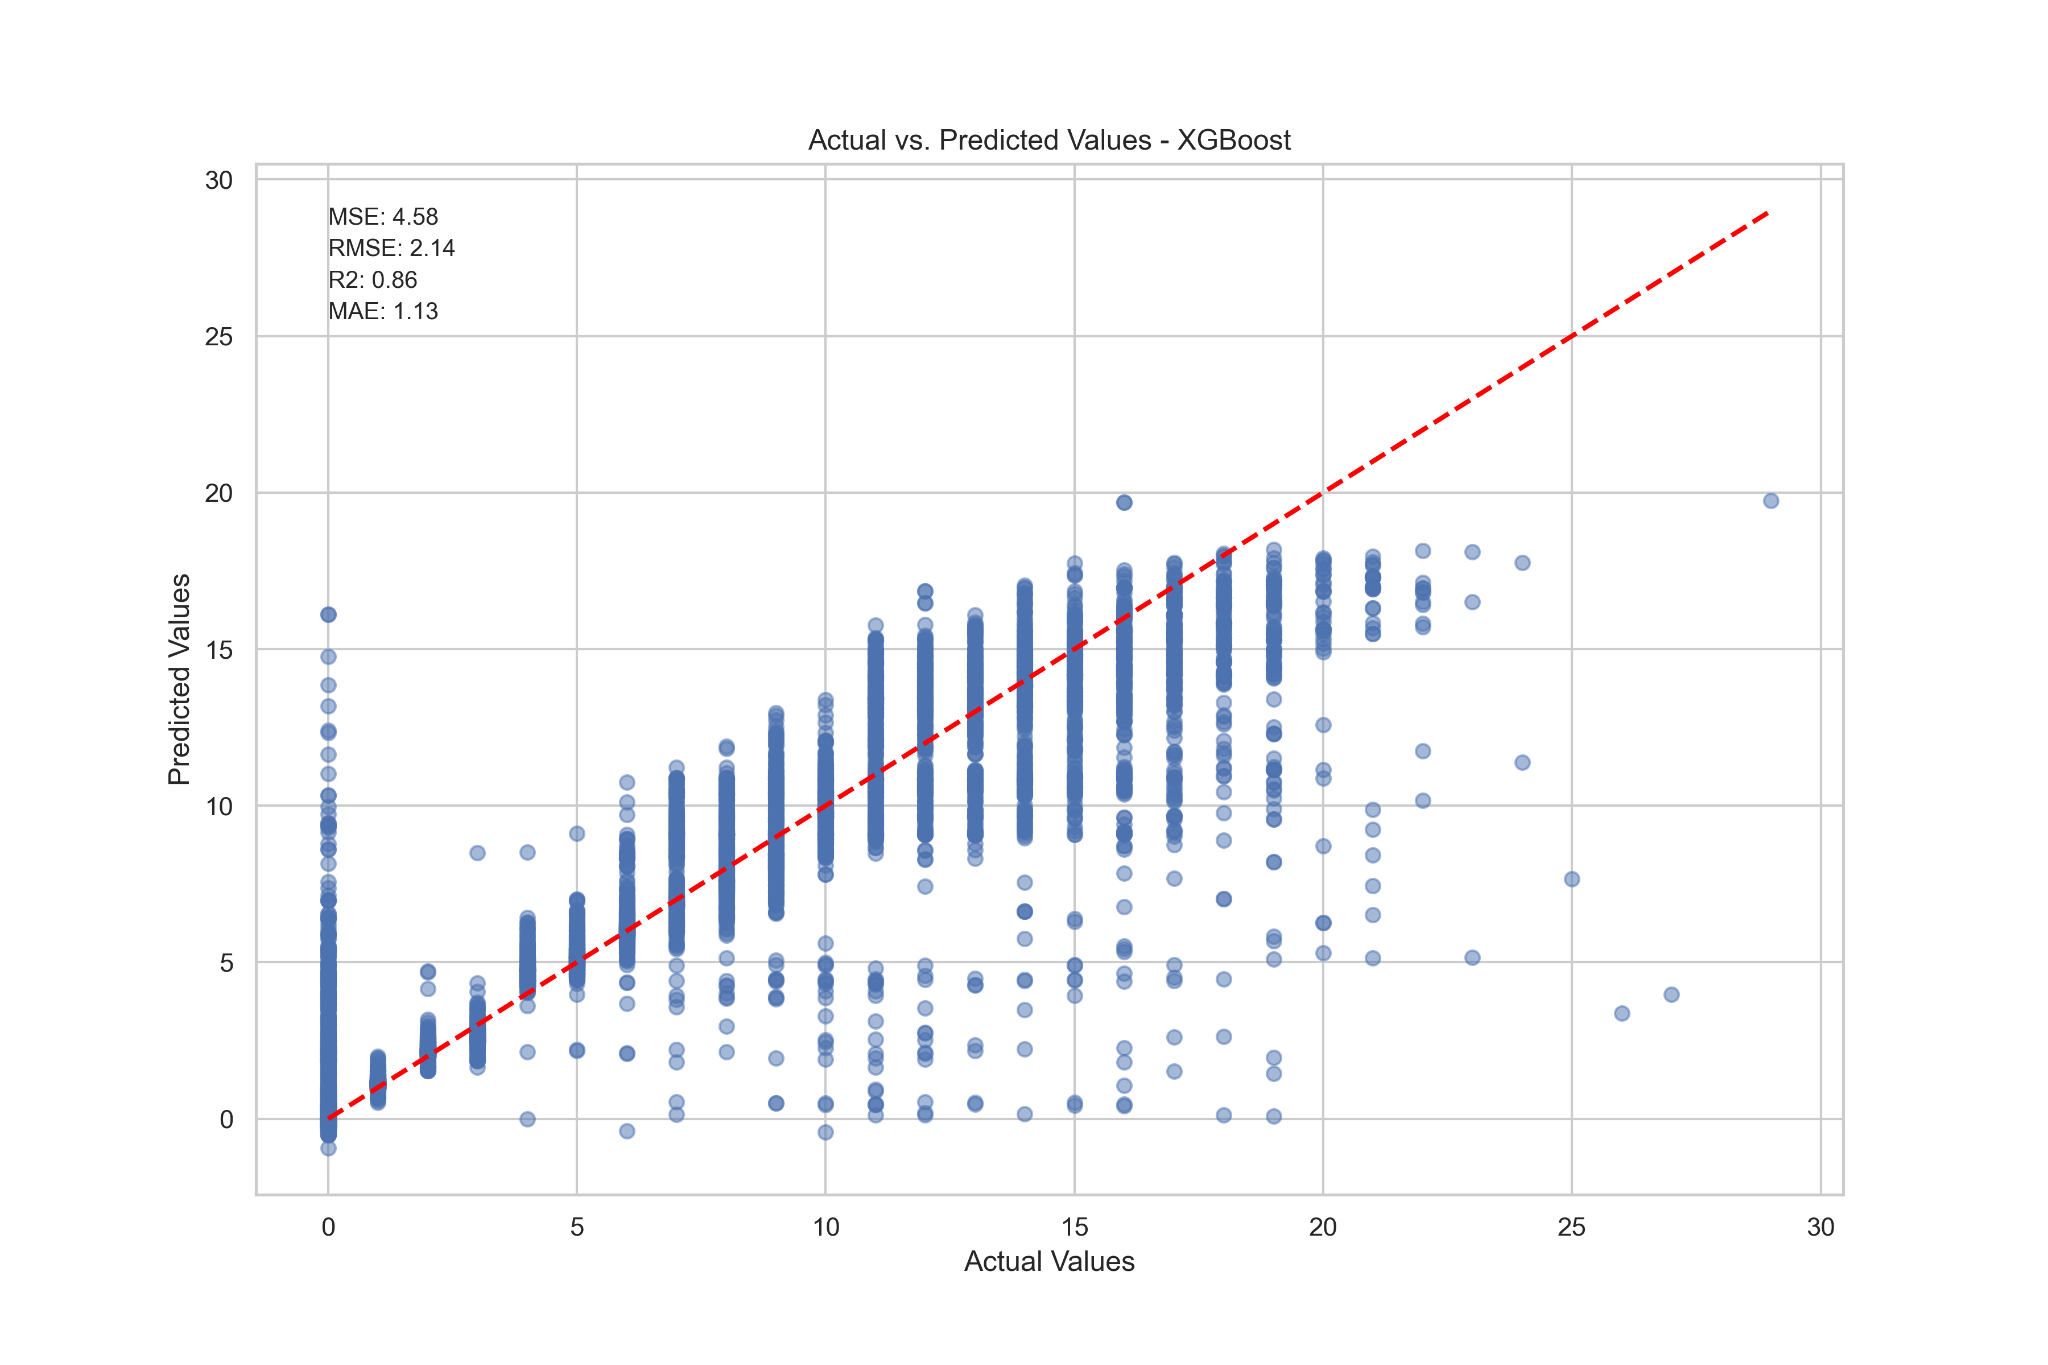 Actual vs. Predicted Values - XGBoost
30
MSE: 4.58
RMSE: 2.14
R2: 0.86
MAE: 1.13
25
20
15
10
5
0
Predicted Values
0 5 10 15 20 25 30
Actual Values